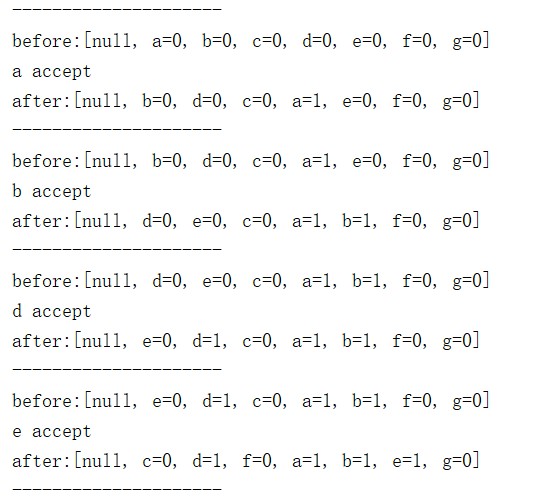 ---------------------
before:[null, a=0, b=0, c=0, d=0, e=0, f=0, g=0]
a accept
after:[null, b=0, d=0, c=0, a=1, e=0, f=0, g=0]
---------------------
before:[null, b=0, d=0, c=0, a=1, e=0, f=0, g=0]
b accept
after:[null, d=0, e=0, c=0, a=1, b=1, f=0, g=0]
---------------------
before:[null, d=0, e=0, c=0, a=1, b=1, f=0, g=0]
d accept
after:[null, e=0, d=1, c=0, a=1, b=1, f=0, g=0]
---------------------
before:[null, e=0, d=1, c=0, a=1, b=1, f=0, g=0]
e accept
after:[null, c=0, d=1, f=0, a=1, b=1, e=1, g=0]
---------------------